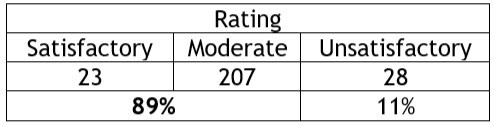 Rating
Satisfactory Moderate Unsatisfactory
23 207 28
89% 11%